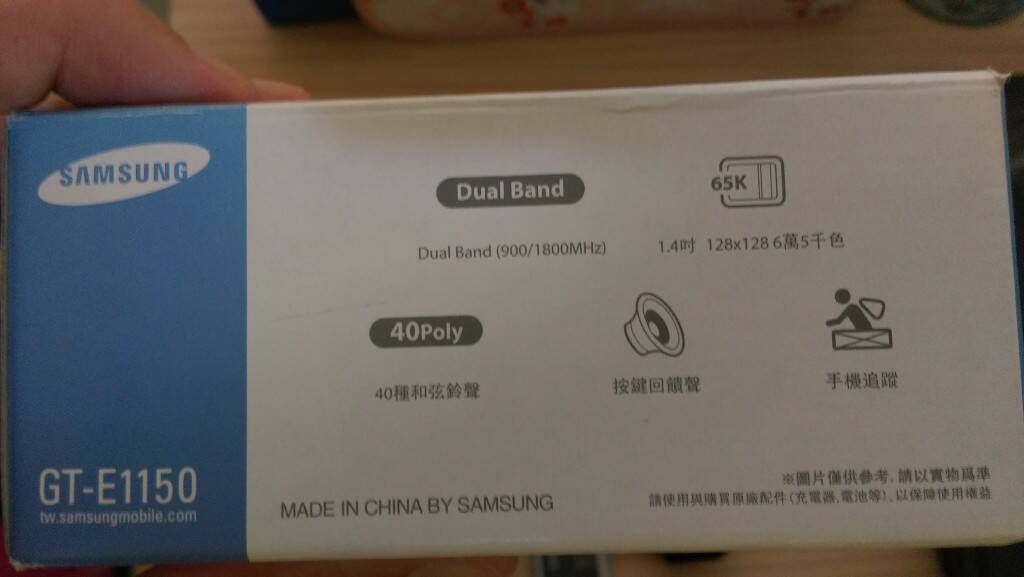 SAMSUNG
Dual Band
65K
Dual Band (900/1800MHz)
1.4吋 128x128 6萬5千色
40Poly
40種和弦鈴聲
按鍵回饋聲
手機追蹤
GT-E1150
tw.samsungmobile.com
MADE IN CHINA BY SAMSUNG
※圖片僅供參考, 請以實物爲準
請使用與購買原廠配件(充電器,電池等), 以保障使用權益